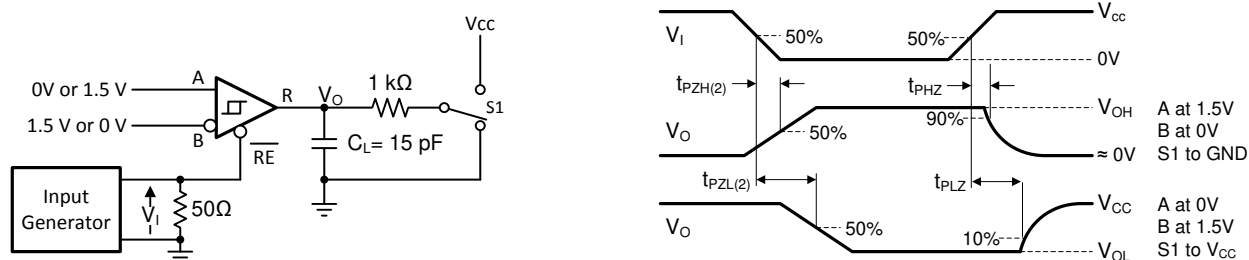 Vcc
0V or 1.5 V
A
1.5 V or 0 V
B
R
VO
1 kΩ
S1
CL= 15 pF
RE
Input
Generator
VI
50Ω
VI
50%
50%
Vcc
0V
tPZH(2)
tPHZ
VO
50%
90%
VOH
≈ 0V
A at 1.5V
B at 0V
S1 to GND
tPZL(2)
tPLZ
VO
50%
10%
VCC
VOL
A at 0V
B at 1.5V
S1 to VCC